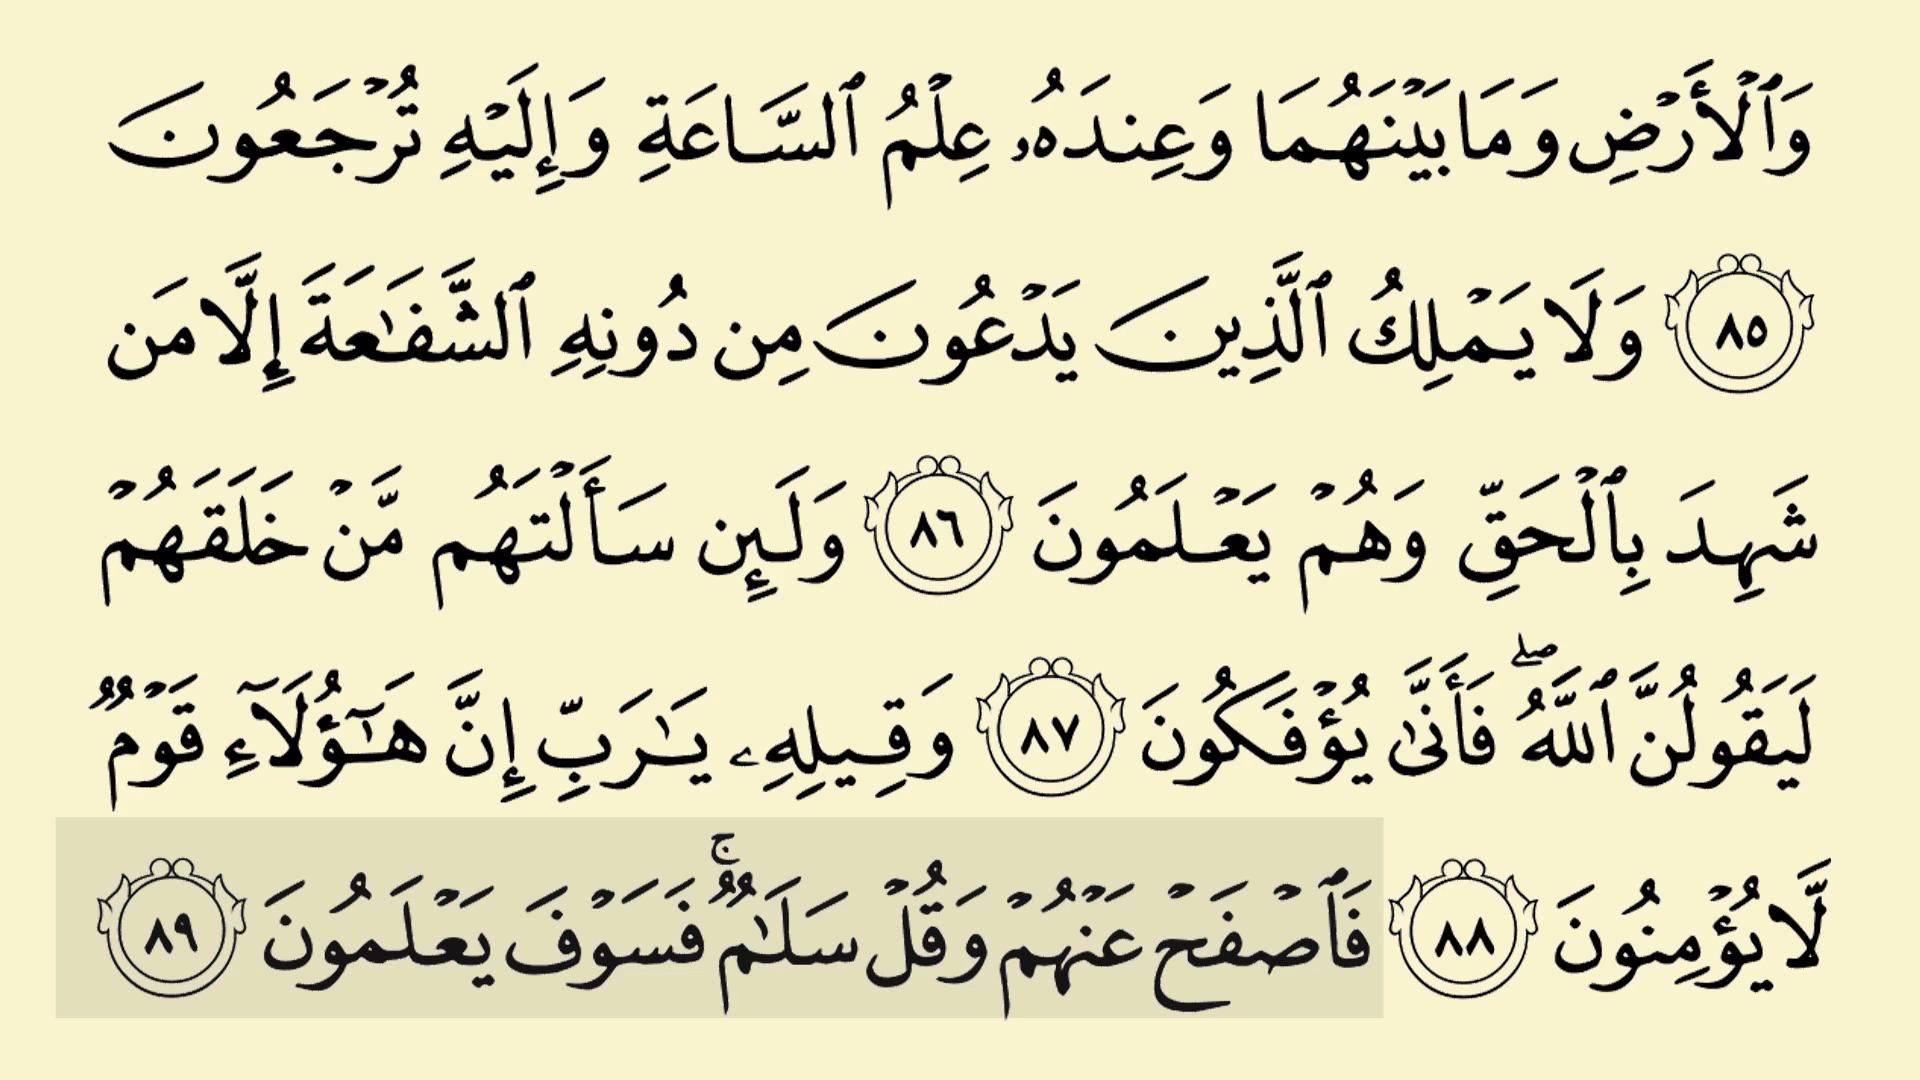 وَٱلْأَرْضِ وَمَا بَيْنَهُمَا وَعِندَهُۥ عِلْمُ ٱلسَّاعَةِ وَإِلَيْهِ تُرْجَعُونَ
٨٥ وَلَا يَمْلِكُ ٱلَّذِينَ يَدْعُونَ مِن دُونِهِ ٱلشَّفَٰعَةَ إِلَّا مَن
شَهِدَ بِٱلْحَقِّ وَهُمْ يَعْلَمُونَ ٨٦ وَلَئِن سَأَلْتَهُم مَّنْ خَلَقَهُمْ
لَيَقُولُنَّ ٱللَّهُ ۖ فَأَنَّىٰ يُؤْفَكُونَ ٨٧ وَقِيلِهِۦ يَٰرَبِّ إِنَّ هَٰٓؤُلَآءِ قَوْمٌ
لَّا يُؤْمِنُونَ ٨٨ فَٱصْفَحْ عَنْهُمْ وَقُلْ سَلَٰمٌ ۚ فَسَوْفَ يَعْلَمُونَ ٨٩